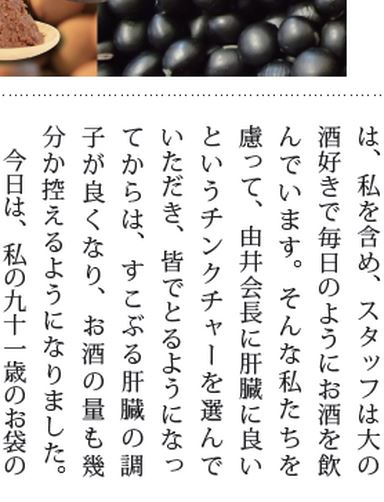 は、私を含め、スタッフは大の
酒好きで毎日のようにお酒を飲
んでいます。そんな私たちを
慮って、由井会長に肝臓に良い
というチンクチャーを選んで
いただき、皆でとるようになっ
てからは、すこぶる肝臓の調
子が良くなり、お酒の量も幾
分か控えるようになりました。
今日は、私の九十一歳のお袋の